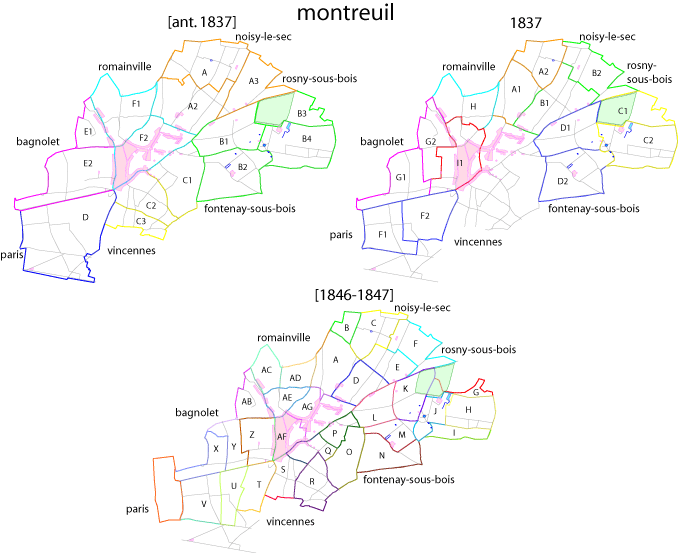 montreuil
[ant. 1837]
1837
noisy-le-sec
romainville
rosny-sous-bois
A
A3
F1
A2
B3
E1
F2
B1
B4
bagnolet
E2
B2
C1
C2
C3
D
fontenay-sous-bois
vincennes
paris
noisy-le-sec
romainville
rosny-
sous-bois
A2
B2
A1
H
B1
C1
D1
bagnolet
G2
C2
I1
G1
D2
F2
F1
fontenay-sous-bois
paris
vincennes
[1846-1847]
noisy-le-sec
romainville
rosny-sous-bois
B
C
F
A
AC
AD
D
E
K
G
AE
AB
AG
J
H
bagnolet
L
Z
AF
P
M
I
X
Y
Q
O
N
S
R
U
T
V
paris
fontenay-sous-bois
vincennes